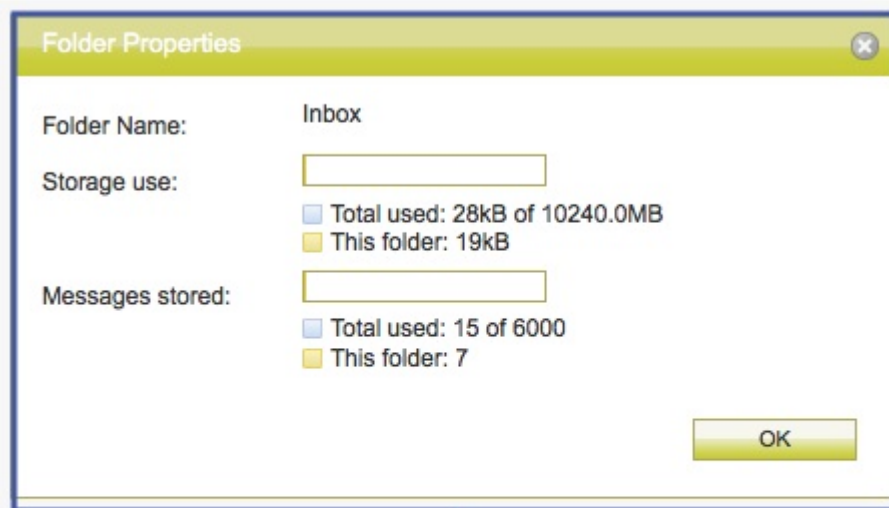 Folder Properties
Folder Name: Inbox
Storage use:
Total used: 28kB of 10240.0MB
This folder: 19kB
Messages stored:
Total used: 15 of 6000
This folder: 7
OK